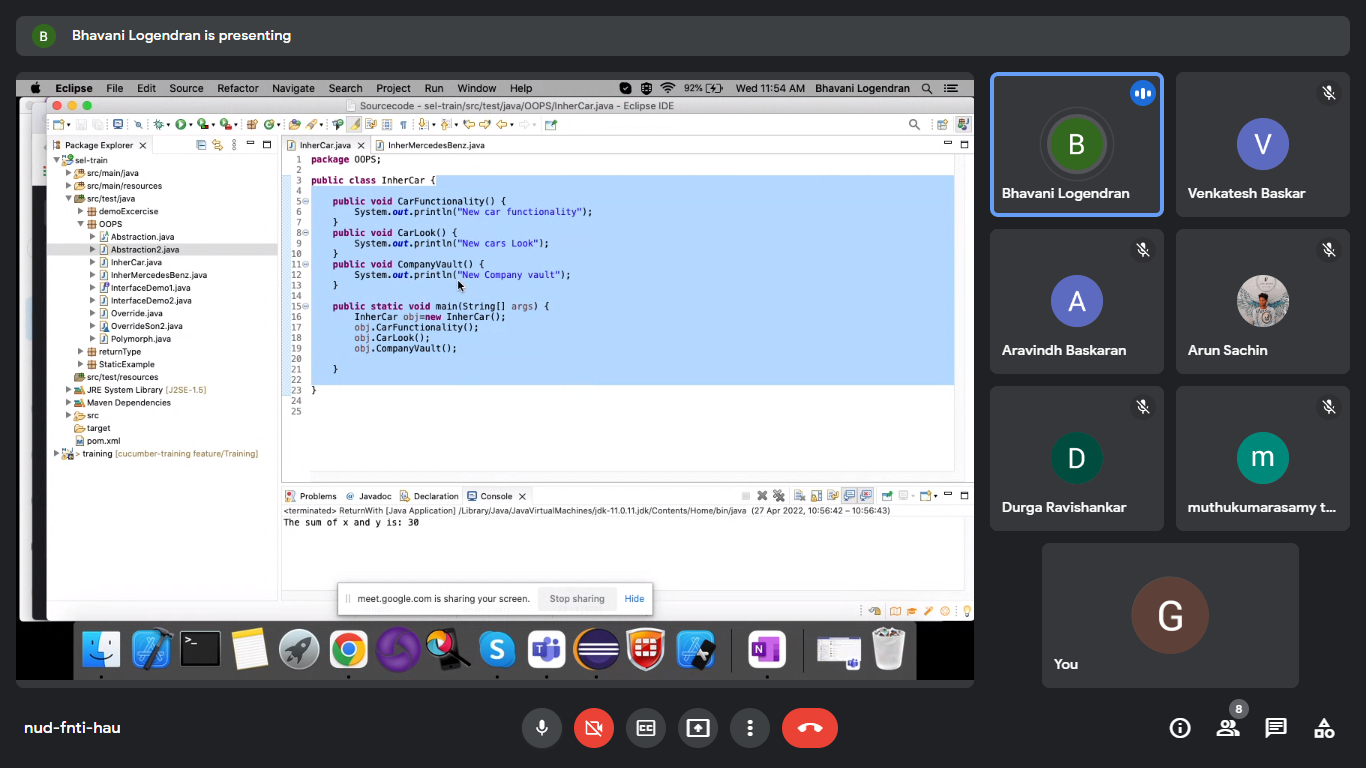 B Bhavani Logendran is presenting
Eclipse File Edit Source Refactor Navigate Search Project Run Window Help 92% Wed 11:54 AM Bhavani Logendran
Sourcecode - sel-train/src/test/java/OOPS/InherCar.java - Eclipse IDE
Package Explorer
sel-train
src/main/java
src/main/resources
src/test/java
demoExcercise
OOPS
Abstraction.java
Abstraction2.java
InherCar.java
InherMercedesBenz.java
InterfaceDemo1.java
InterfaceDemo2.java
Override.java
OverrideSon2.java
Polymorph.java
returnType
StaticExample
src/test/resources
JRE System Library [J2SE-1.5]
Maven Dependencies
src
target
pom.xml
> training [cucumber-training feature/Training]
InherCar.java InherMercedesBenz.java
1 package OOPS;
2
3 public class InherCar {
4
5 public void CarFunctionality() {
6 System.out.println("New car functionality");
7 }
8 public void CarLook() {
9 System.out.println("New cars Look");
10 }
11 public void CompanyVault() {
12 System.out.println("New Company vault");
13 }
14
15 public static void main(String[] args) {
16 InherCar obj=new InherCar();
17 obj.CarFunctionality();
18 obj.CarLook();
19 obj.CompanyVault();
20
21 }
22
23 }
24
25
Problems @ Javadoc Declaration Console
<terminated> ReturnWith [Java Application] /Library/Java/JavaVirtualMachines/jdk-11.0.11.jdk/Contents/Home/bin/java (27 Apr 2022, 10:56:42 – 10:56:43)
The sum of x and y is: 30
meet.google.com is sharing your screen. Stop sharing Hide
B
Bhavani Logendran
V
Venkatesh Baskar
A
Aravindh Baskaran
Arun Sachin
D
Durga Ravishankar
m
muthukumarasamy t...
G
You
nud-fnti-hau
8